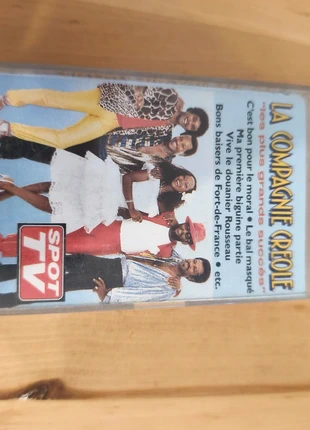 LA COMPAGNIE CRÉOLE
"les plus grands succès"
C'est bon pour le moral • Le bal masqué
Ma première biguine partie
Vive le douanier Rousseau
Bons baisers de Fort-de-France • etc.
SPOT
TV